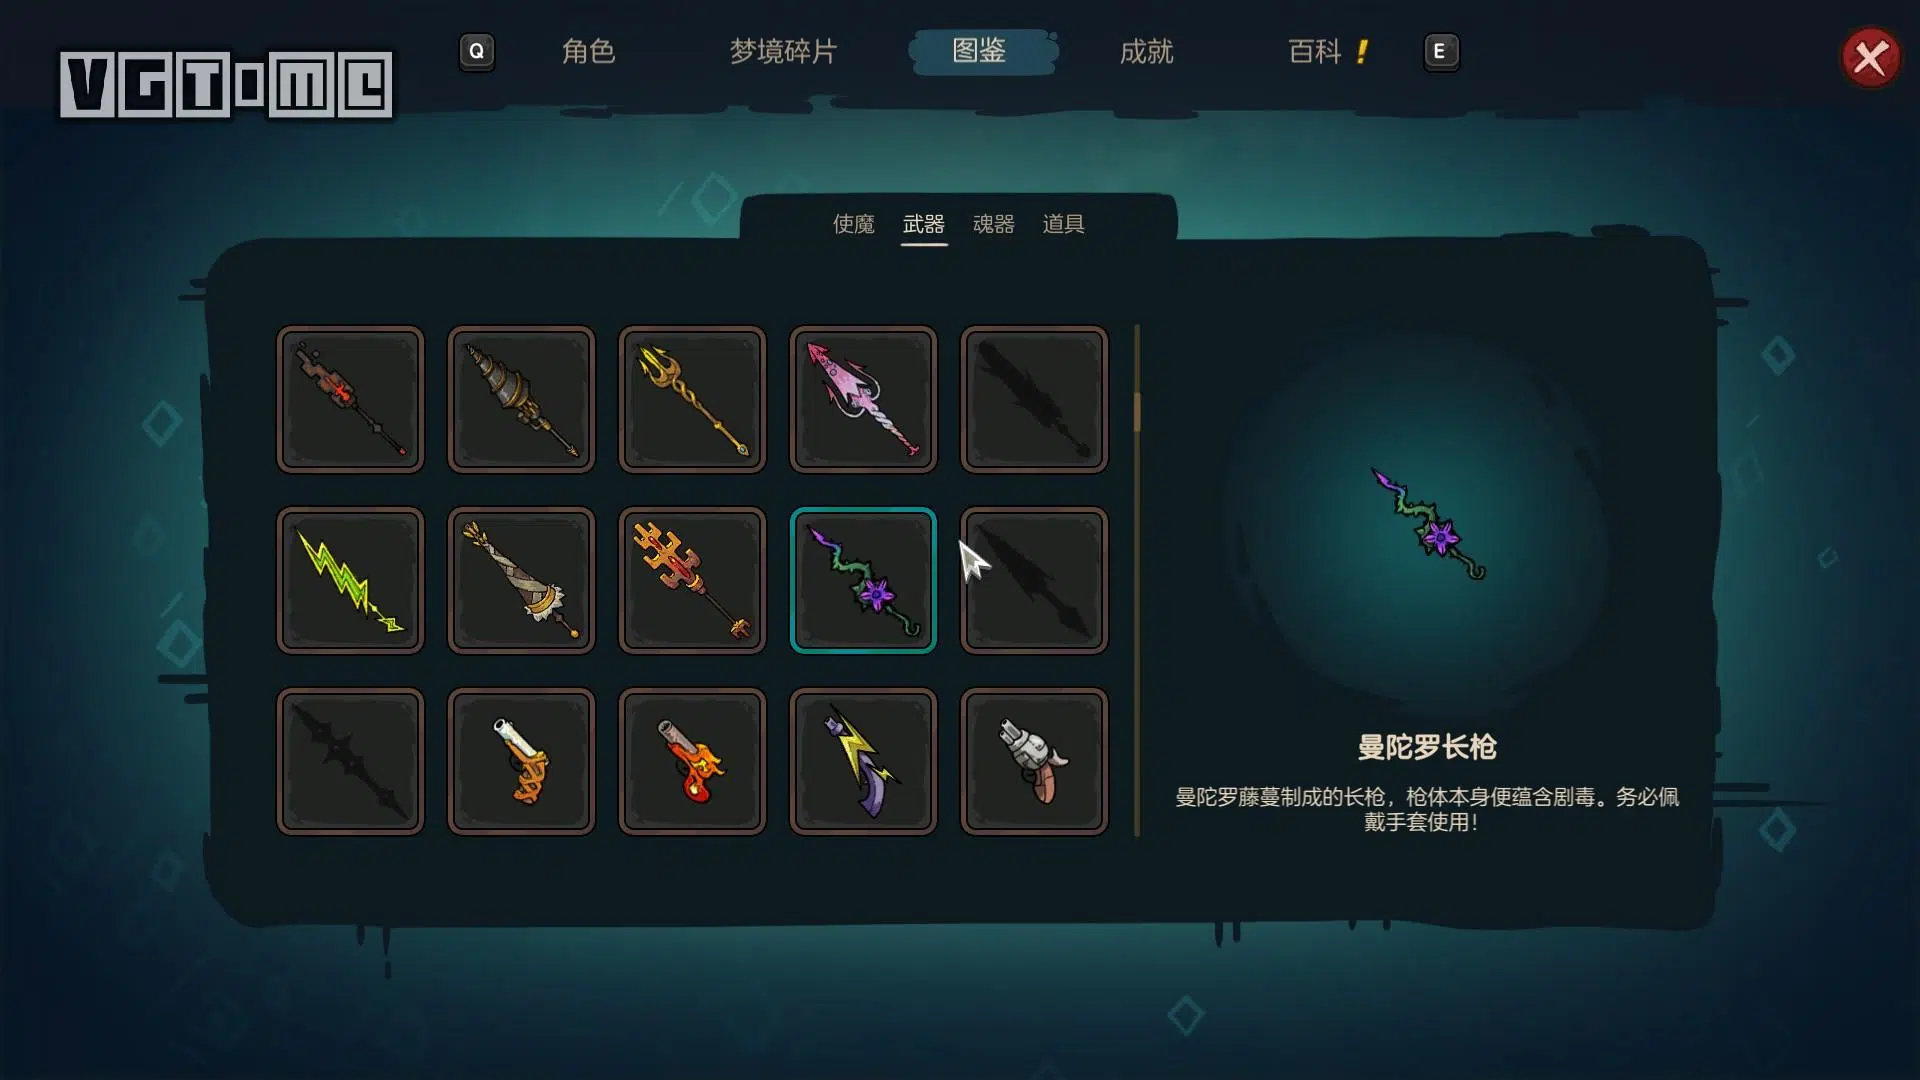 VGTIME
Q 角色 梦境碎片 图鉴 成就 百科 ! E
使魔 武器 魂器 道具
曼陀罗长枪
曼陀罗藤蔓制成的长枪，枪体本身便蕴含剧毒。务必佩
戴手套使用！